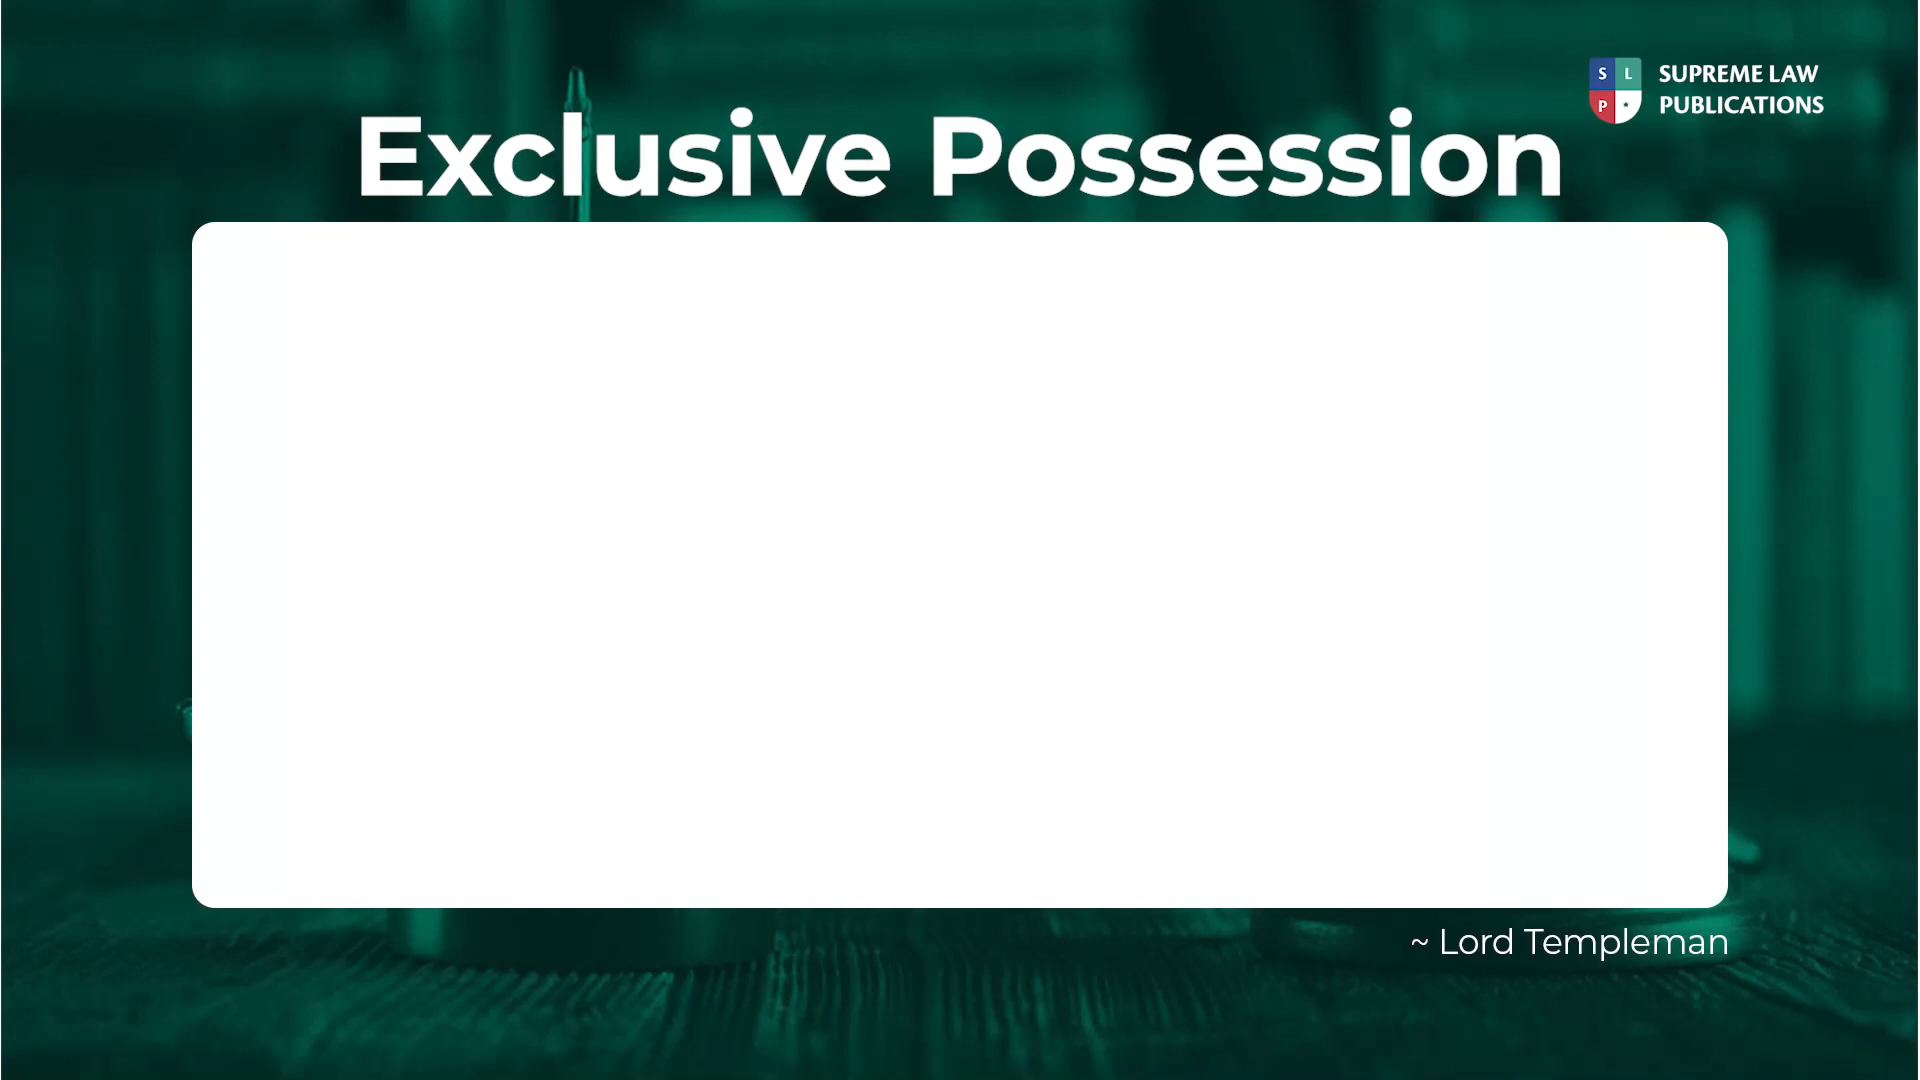 SUPREME LAW
PUBLICATIONS
S L
P
Exclusive Possession
~ Lord Templeman